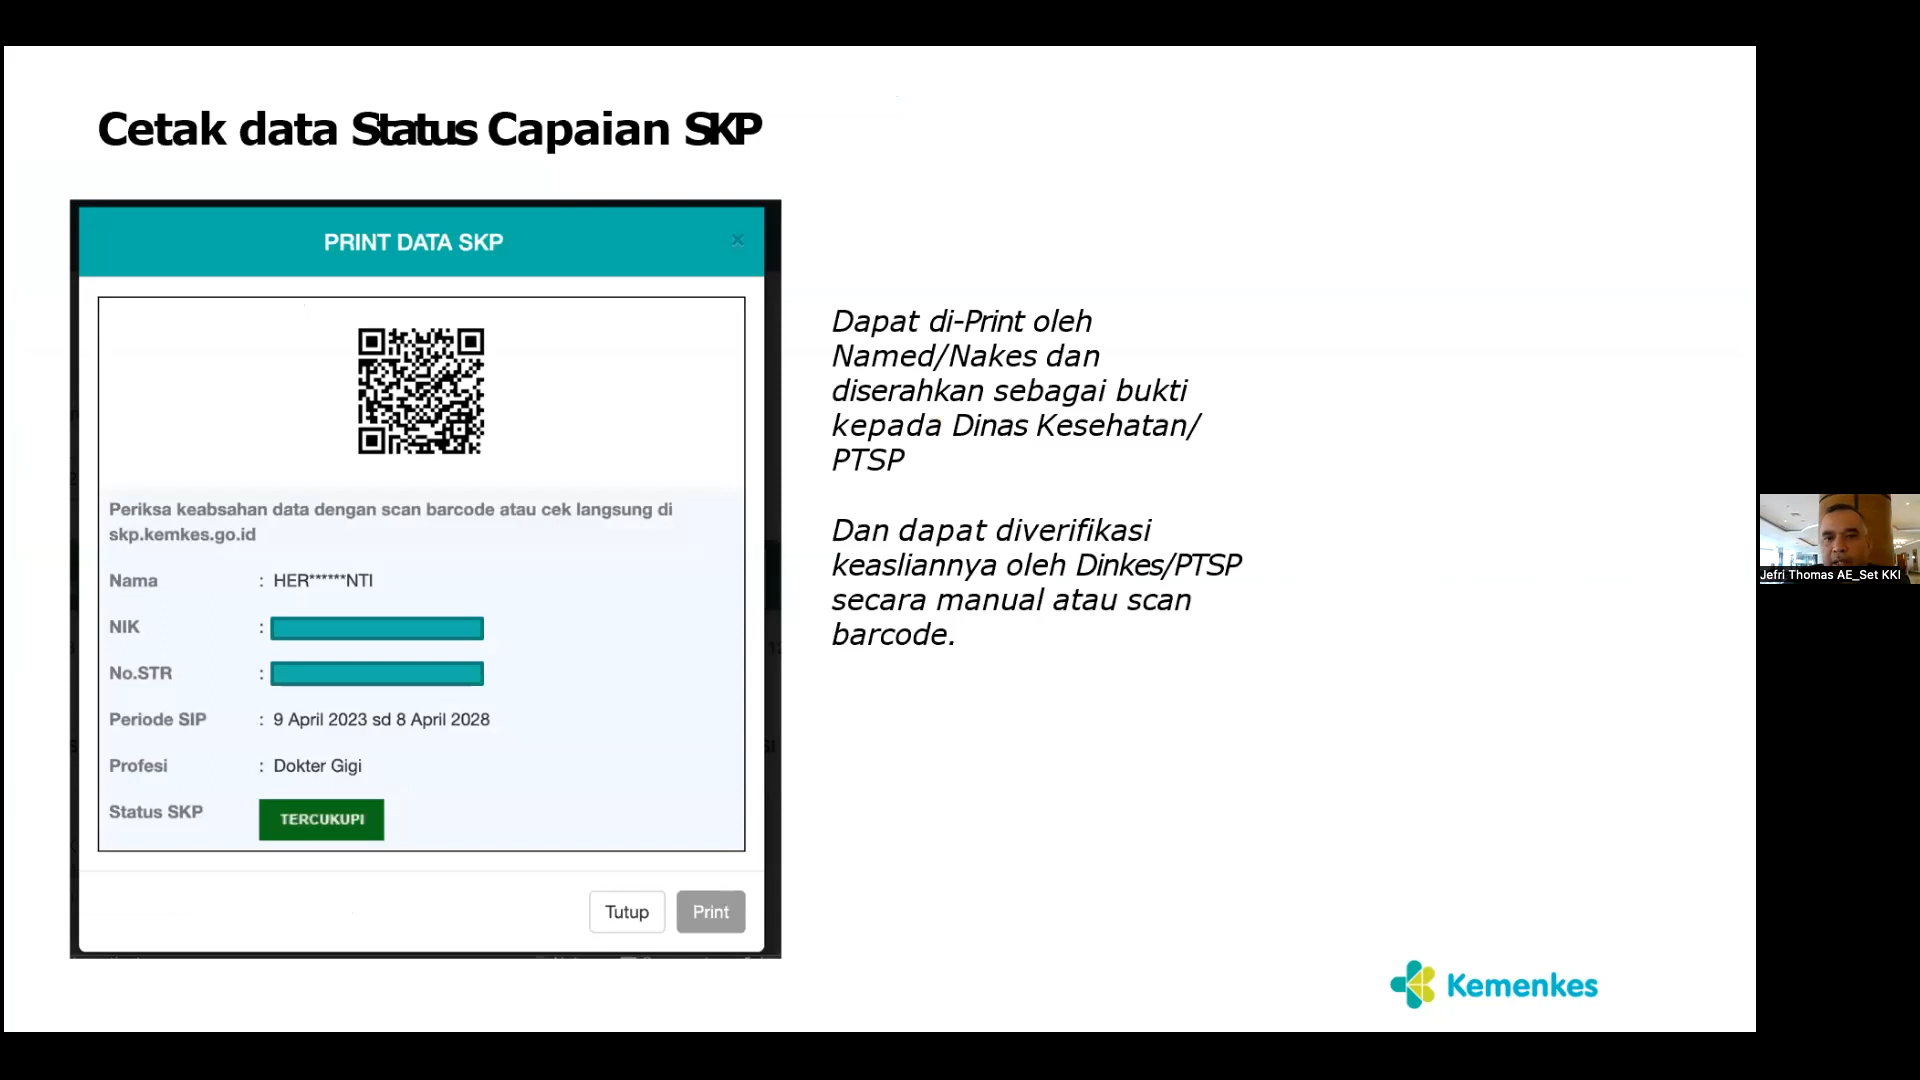 Cetak data Status Capaian SKP
PRINT DATA SKP
×
Periksa keabsahan data dengan scan barcode atau cek langsung di
skp.kemkes.go.id
Nama : HER******NTI
NIK :
No.STR :
Periode SIP : 9 April 2023 sd 8 April 2028
Profesi : Dokter Gigi
Status SKP TERCUKUPI
Tutup Print
Dapat di-Print oleh
Named/Nakes dan
diserahkan sebagai bukti
kepada Dinas Kesehatan/
PTSP
Dan dapat diverifikasi
keasliannya oleh Dinkes/PTSP
secara manual atau scan
barcode.
Jefri Thomas AE_Set KKI
Kemenkes